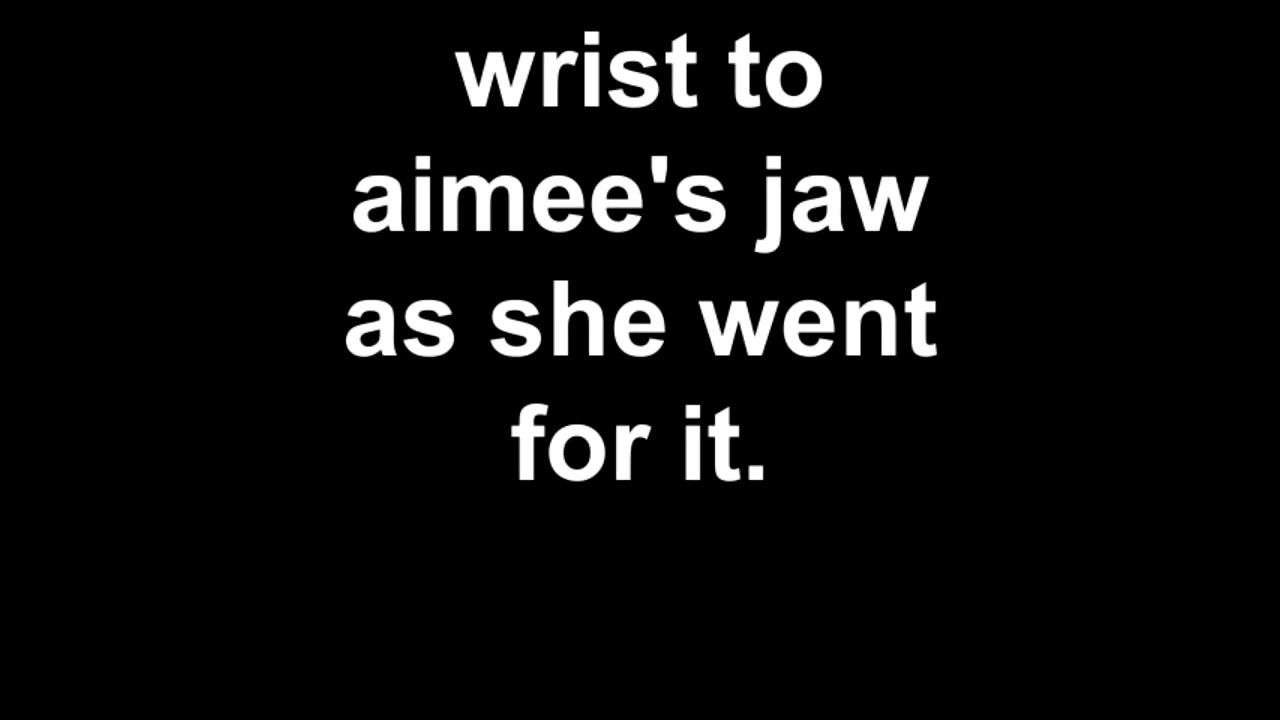 wrist to
aimee's jaw
as she went
for it.